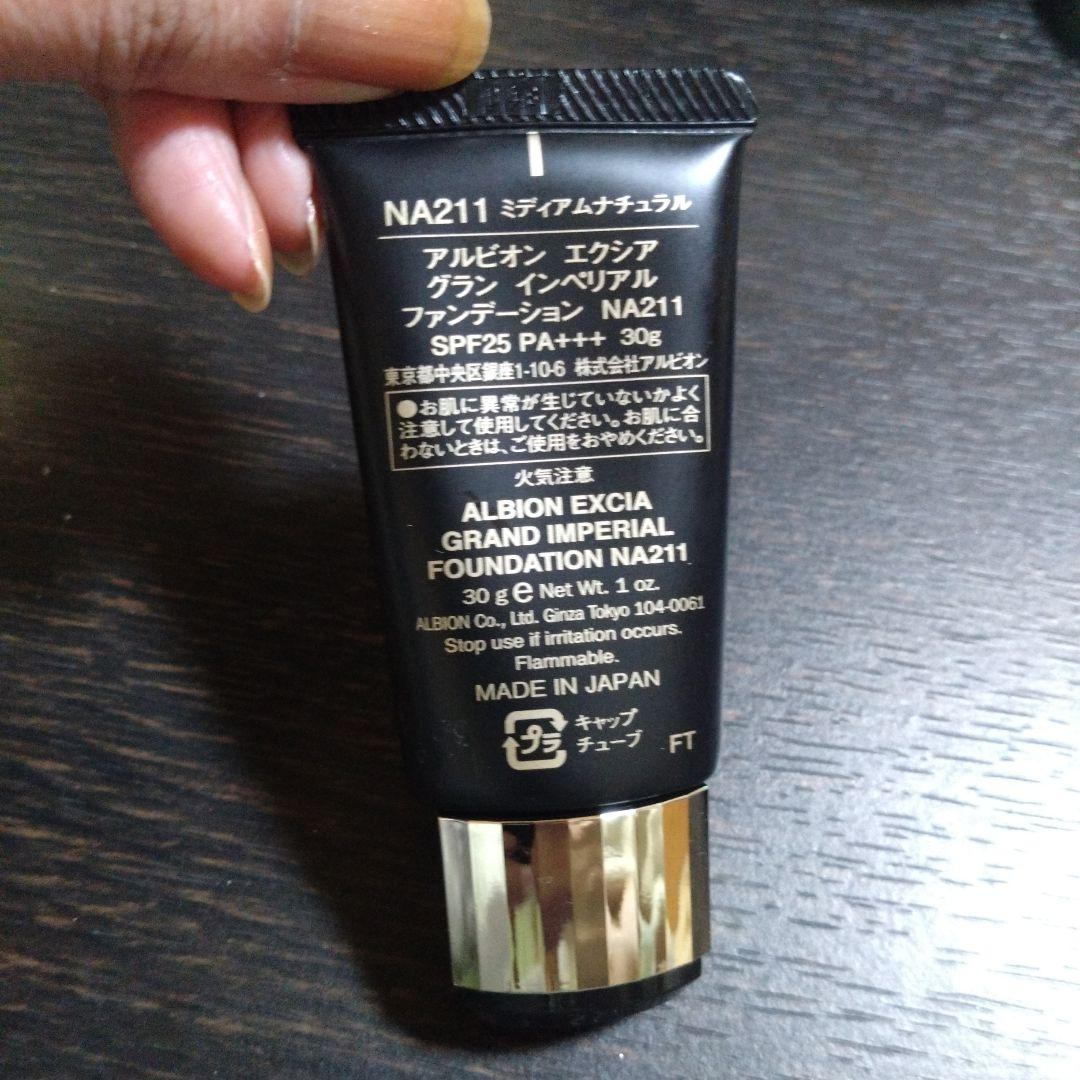 NA211 ミディアムナチュラル
アルビオン エクシア
グラン インペリアル
ファンデーション NA211
SPF25 PA+++ 30g
東京都中央区銀座1-10-6 株式会社アルビオン
●お肌に異常が生じていないかよく
注意して使用してください。お肌に合
わないときは、ご使用をおやめください。
火気注意
ALBION EXCIA
GRAND IMPERIAL
FOUNDATION NA211
30 g e Net Wt. 1 oz.
ALBION Co., Ltd. Ginza Tokyo 104-0061
Stop use if irritation occurs.
Flammable.
MADE IN JAPAN
プラ キャップ
チューブ FT